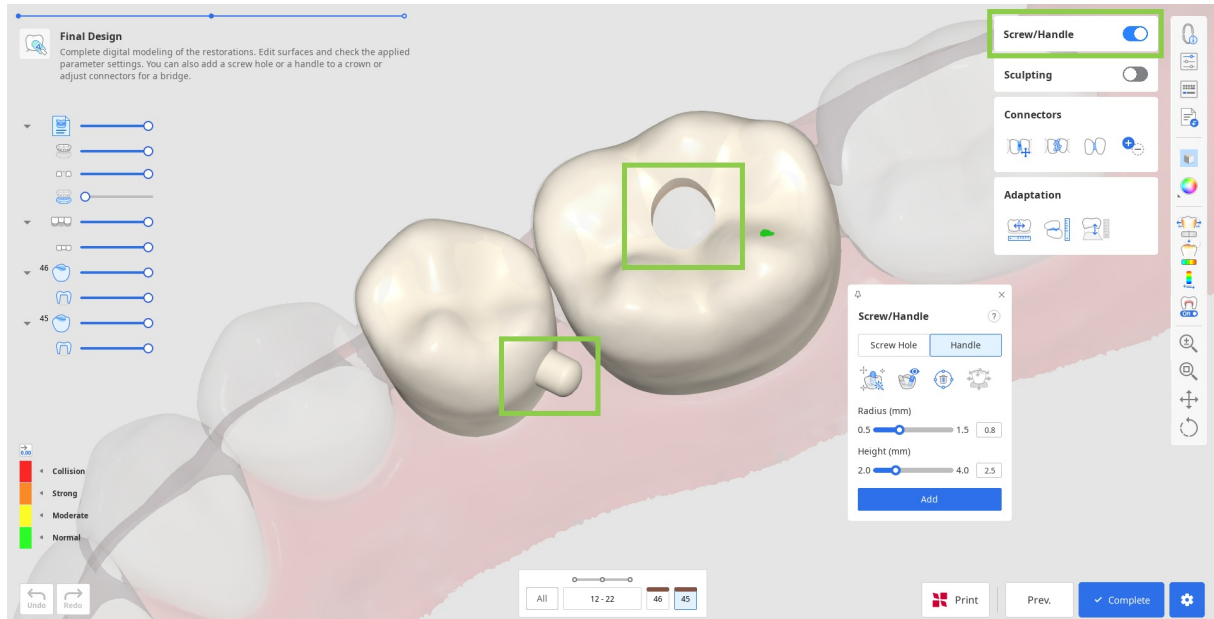 Final Design
Complete digital modeling of the restorations. Edit surfaces and check the applied
parameter settings. You can also add a screw hole or a handle to a crown or
adjust connectors for a bridge.
46
45
0.00
Collision
Strong
Moderate
Normal
Undo
Redo
All
12 - 22
46
45
Screw/Handle
Sculpting
Connectors
Adaptation
Screw/Handle
?
Screw Hole
Handle
Radius (mm)
0.5
1.5
0.8
Height (mm)
2.0
4.0
2.5
Add
ON
Print
Prev.
Complete